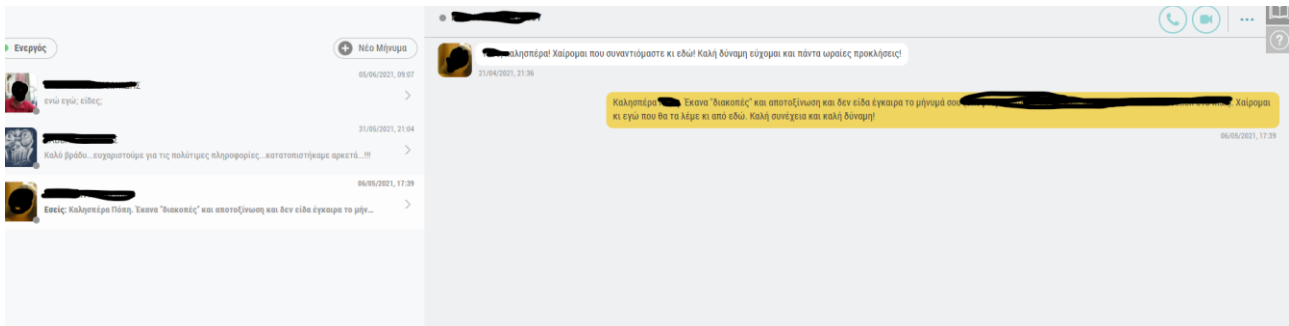 Ενεργός
Νέο Μήνυμα
05/06/2021, 09:07
ενώ εγώ; είδες;
31/05/2021, 21:04
Καλό βράδυ...ευχαριστούμε για τις πολύτιμες πληροφορίες...κατατοπιστήκαμε αρκετά...!!!
06/05/2021, 17:39
Εσείς: Καλησπέρα Πόπη. Έκανα "διακοπές" και αποτοξίνωση και δεν είδα έγκαιρα το μήν...
αλησπέρα! Χαίρομαι που συναντιόμαστε κι εδώ! Καλή δύναμη εύχομαι και πάντα ωραίες προκλήσεις!
21/04/2021, 21:36
Καλησπέρα . Έκανα "διακοπές" και αποτοξίνωση και δεν είδα έγκαιρα το μήνυμά σου . Χαίρομαι
κι εγώ που θα τα λέμε κι από εδώ. Καλή συνέχεια και καλή δύναμη!
06/05/2021, 17:39